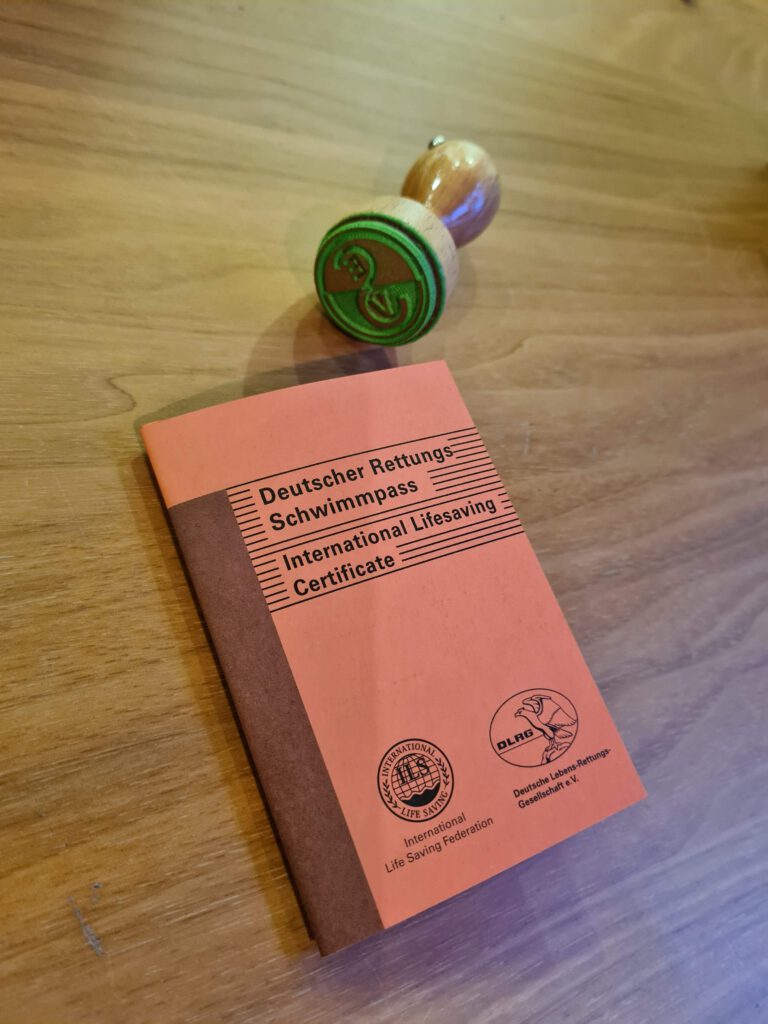 Deutscher Rettungs
Schwimmpass
International Lifesaving
Certificate
INTERNATIONAL
ILS
LIFE SAVING
International
Life Saving Federation
DLRG
Deutsche Lebens-Rettungs-
Gesellschaft e.V.